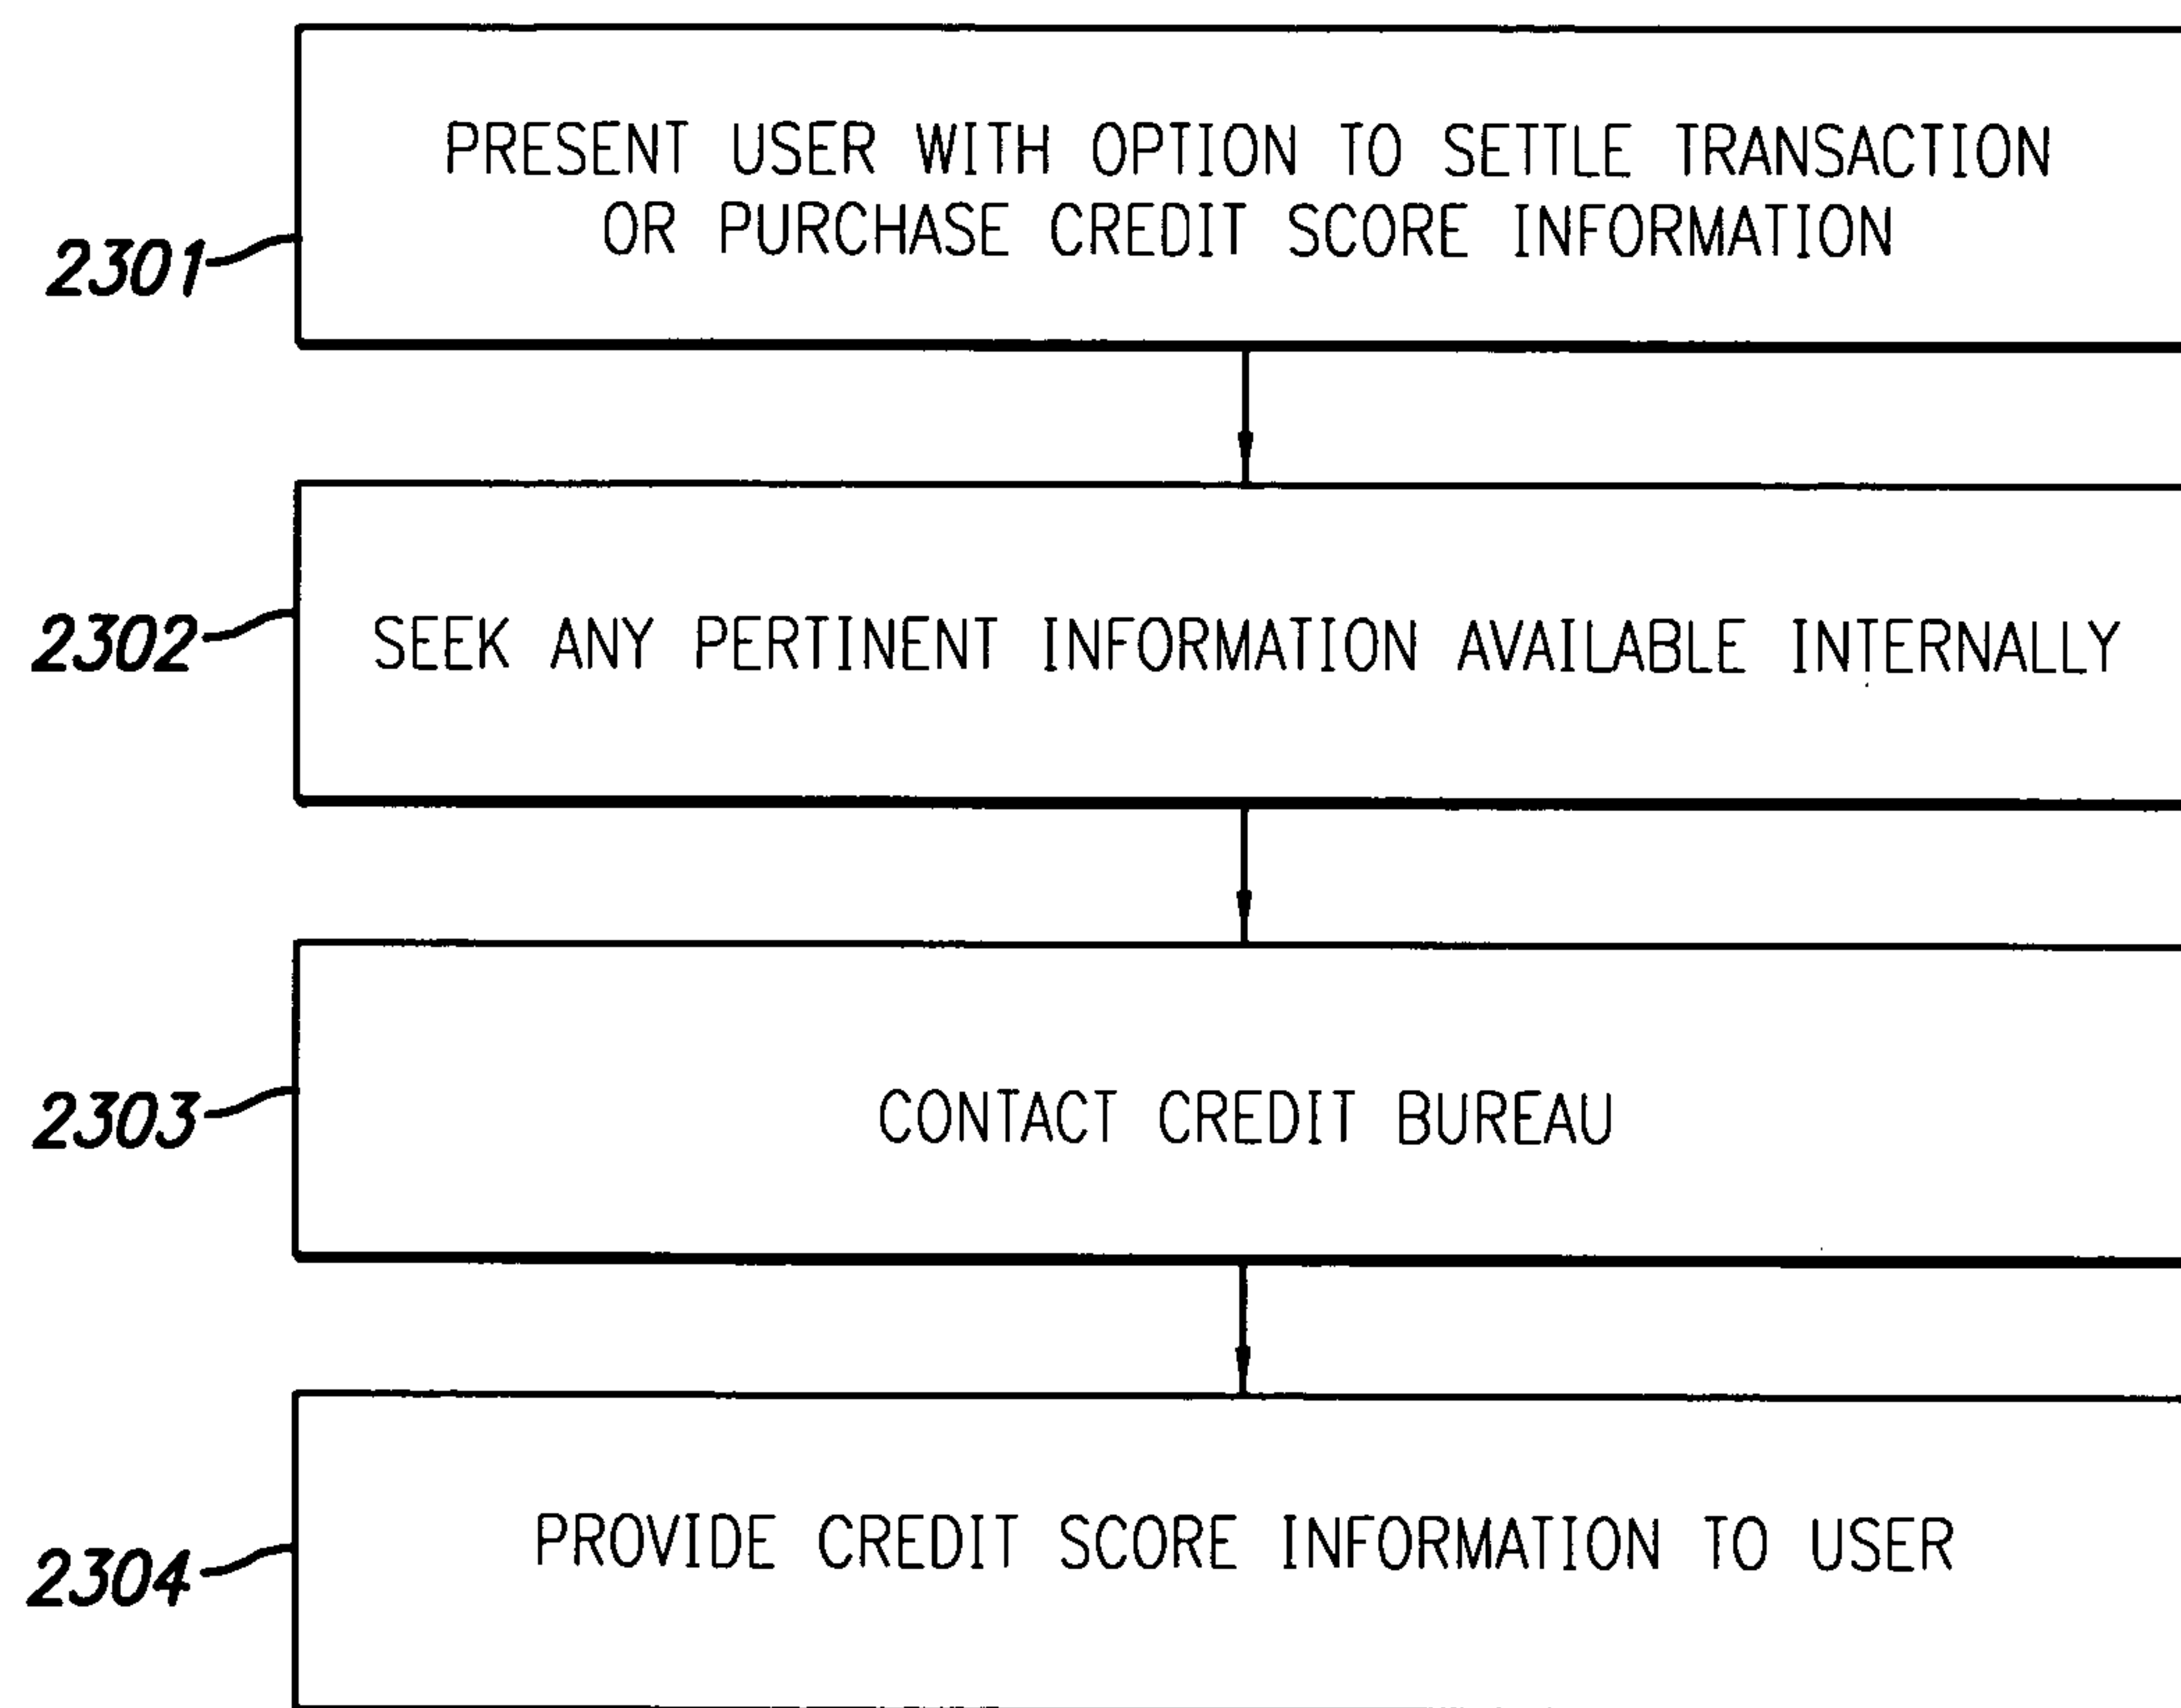 PRESENT USER WITH OPTION TO SETTLE TRANSACTION
OR PURCHASE CREDIT SCORE INFORMATION
2301
SEEK ANY PERTINENT INFORMATION AVAILABLE INTERNALLY
2302
CONTACT CREDIT BUREAU
2303
PROVIDE CREDIT SCORE INFORMATION TO USER
2304